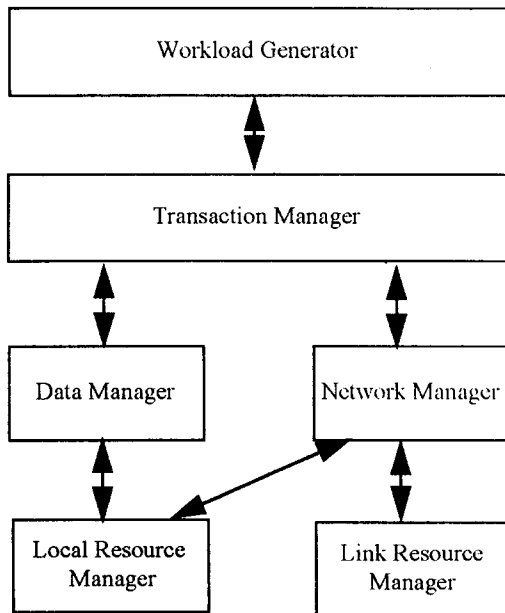 Workload Generator
Transaction Manager
Data Manager
Network Manager
Local Resource
Manager
Link Resource
Manager